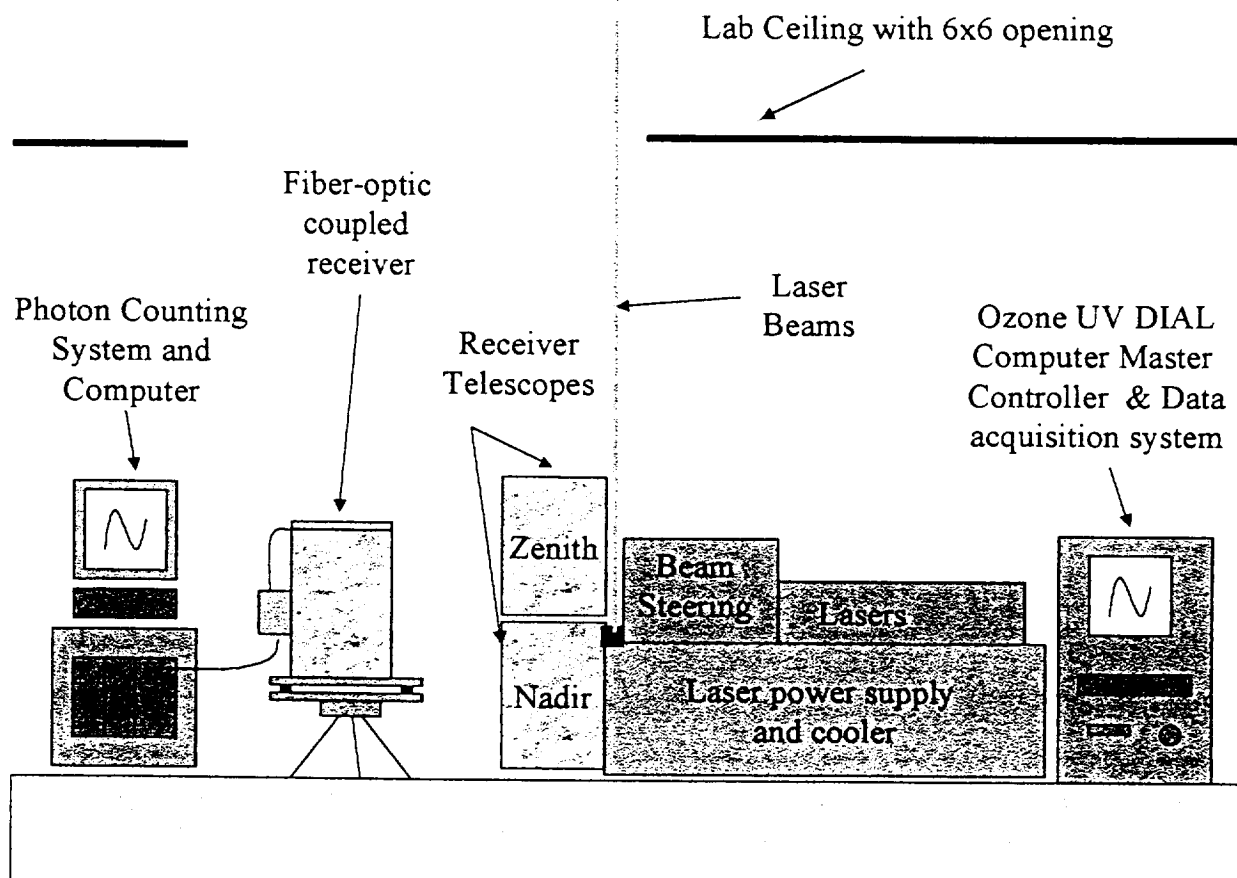 Lab Ceiling with 6x6 opening
Fiber-optic
coupled
receiver
Photon Counting
System and
Computer
Receiver
Telescopes
Laser
Beams
Ozone UV DIAL
Computer Master
Controller & Data
acquisition system
Zenith
Beam
Steering
Lasers
Nadir
Laser power supply
and cooler